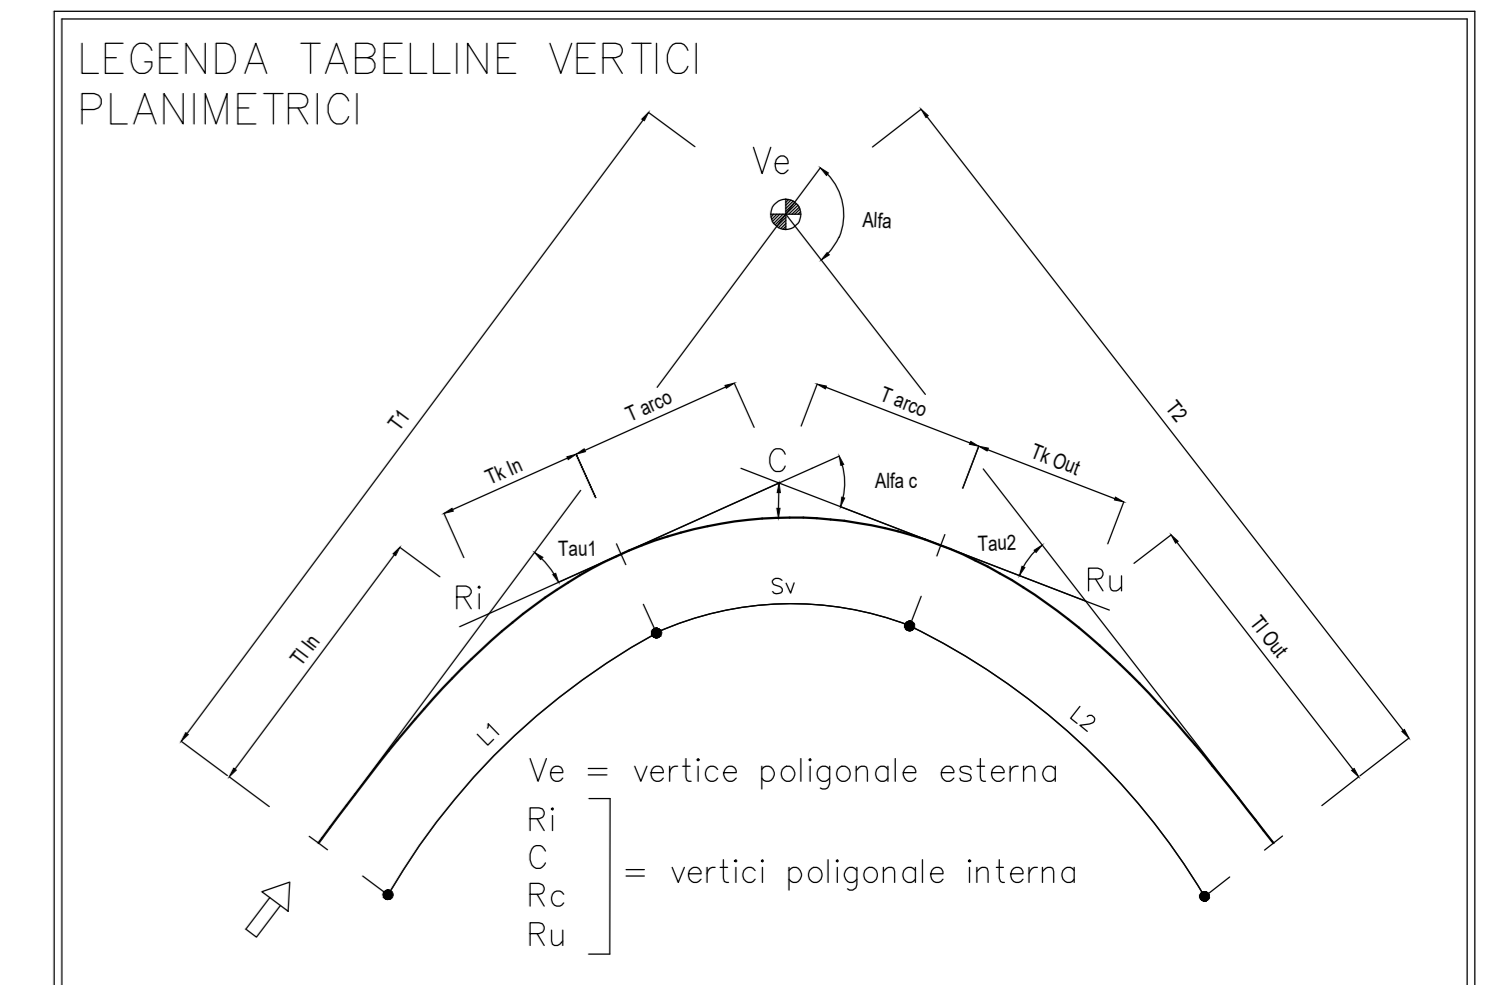 LEGENDA TABELLINE VERTICI
PLANIMETRICI
Ve
Alfa
T1
T2
T arco
T arco
Tk In
Tk Out
C
Alfa c
Tau1
Tau2
Ri
Ru
Sv
Tl In
Tl Out
L1
L2
Ve = vertice poligonale esterna
Ri
C
= vertici poligonale interna
Rc
Ru